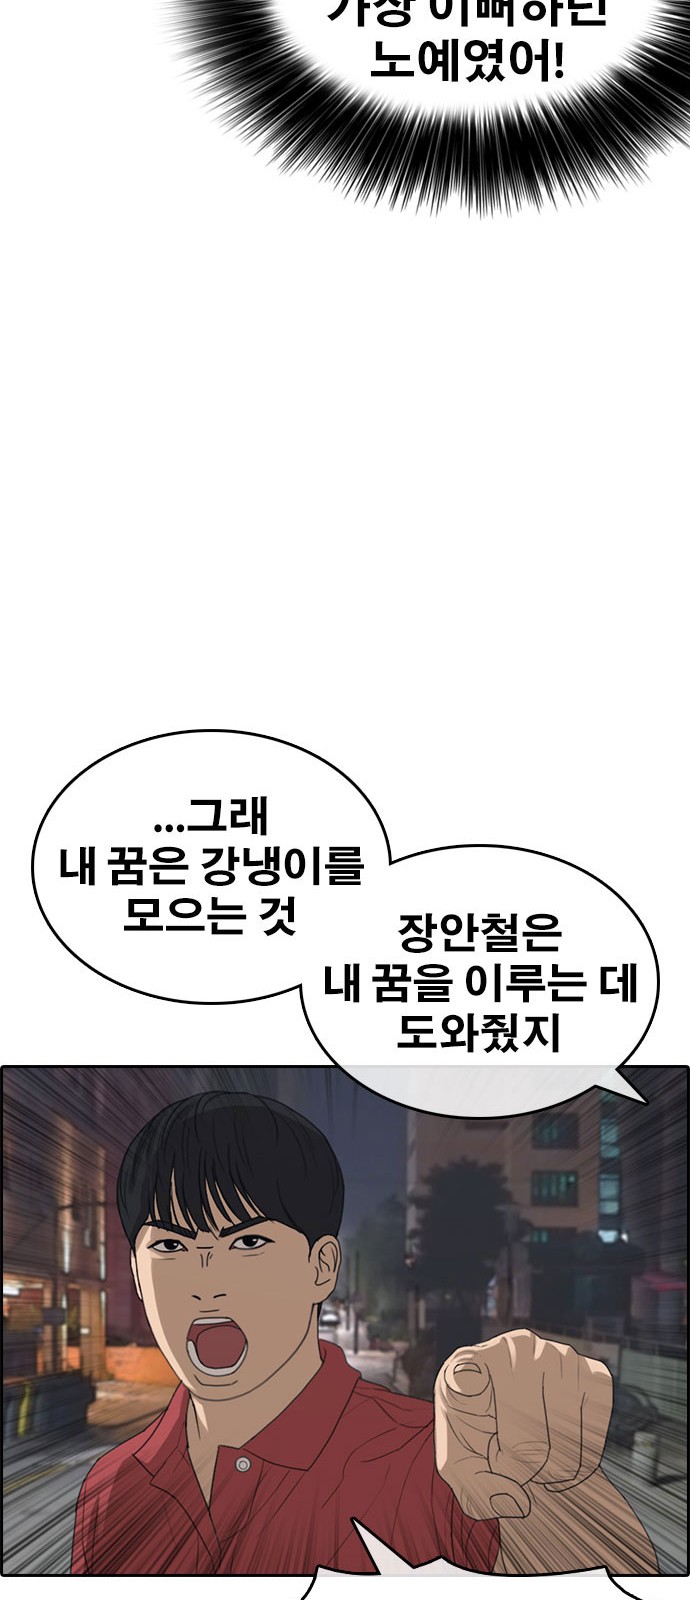 가장 이뻐하던
노예였어!
...그래
내 꿈은 강냉이를
모으는 것
장안철은
내 꿈을 이루는 데
도와줬지